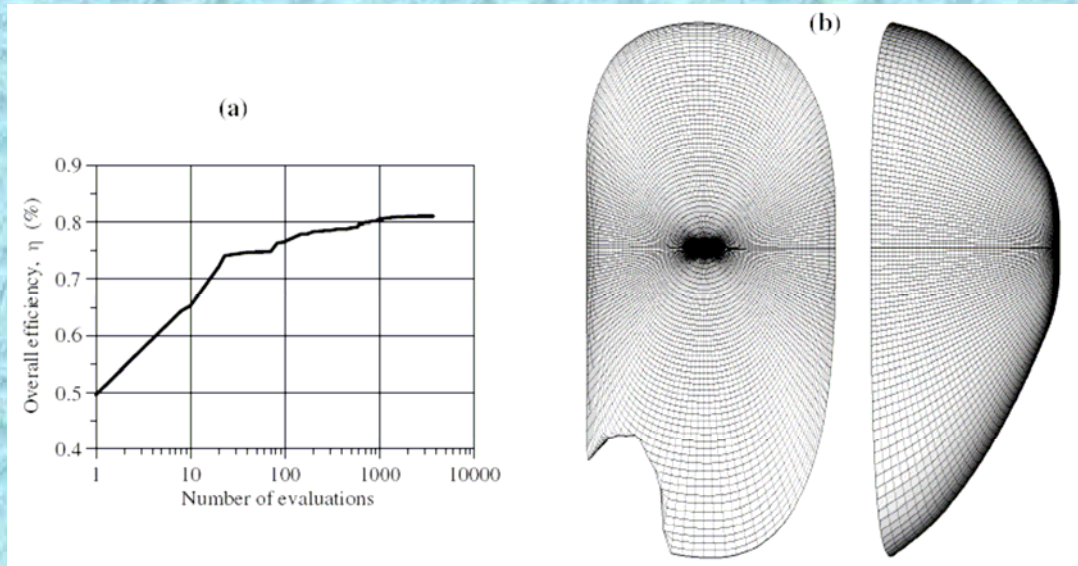 (a)
(b)
Overall efficiency, η (%)
0.9
0.8
0.7
0.6
0.5
0.4
1 10 100 1000 10000
Number of evaluations